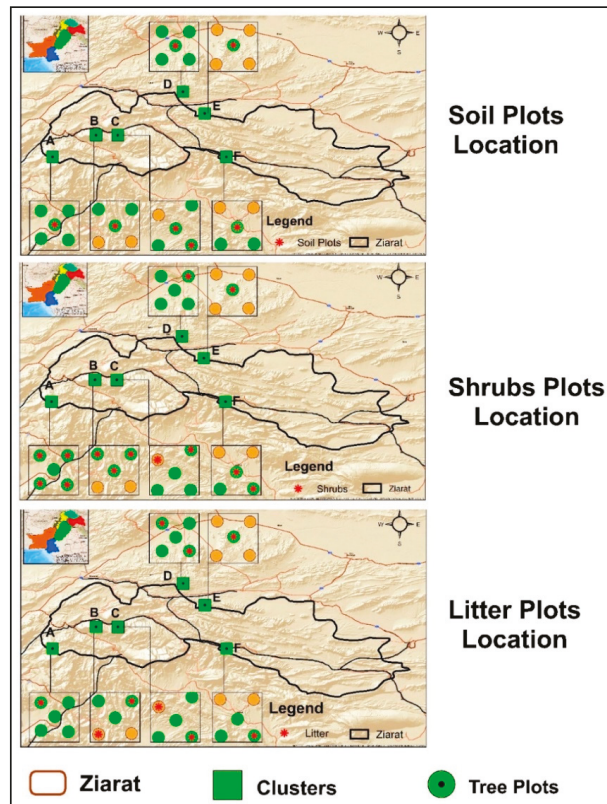 W E
S
D
E
B C
A
F
Legend
Soil Plots Ziarat
Soil Plots
Location
W E
S
D
E
B C
A
F
Legend
Shrubs Ziarat
Shrubs Plots
Location
W E
S
D
E
B C
A
F
Legend
Litter Ziarat
Litter Plots
Location
Ziarat Clusters Tree Plots